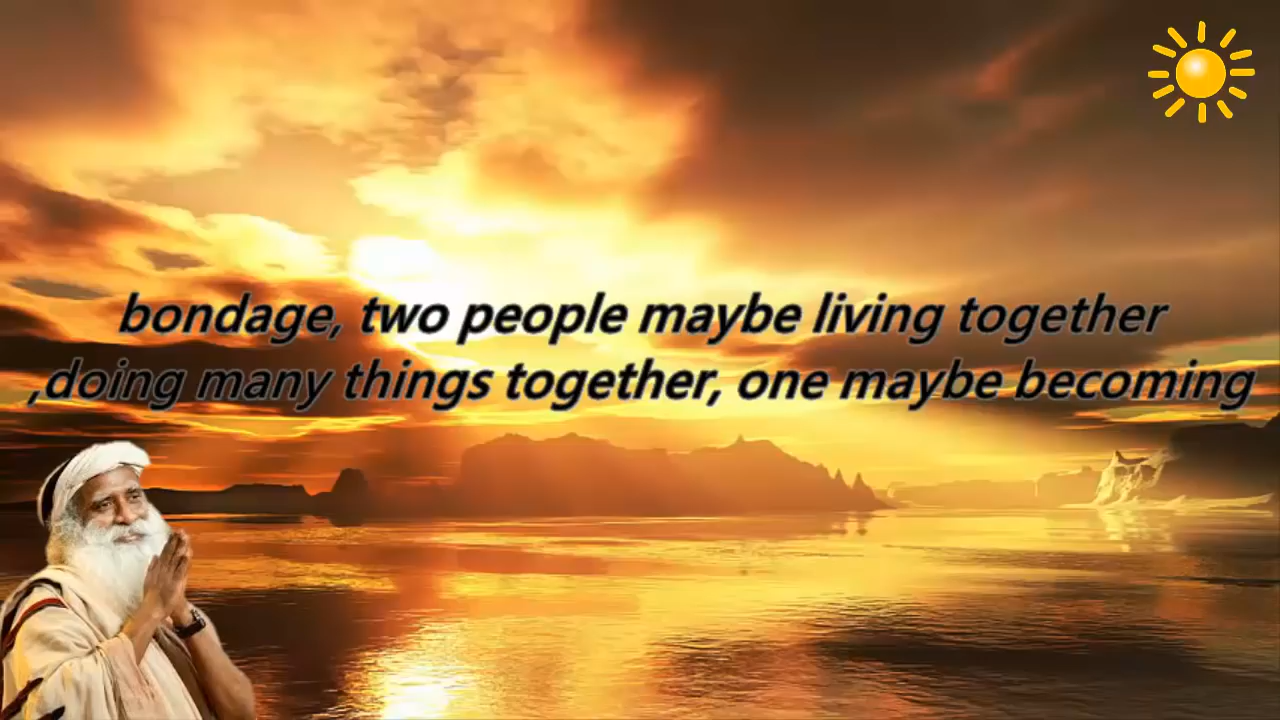 bondage, two people maybe living together
,doing many things together, one maybe becoming